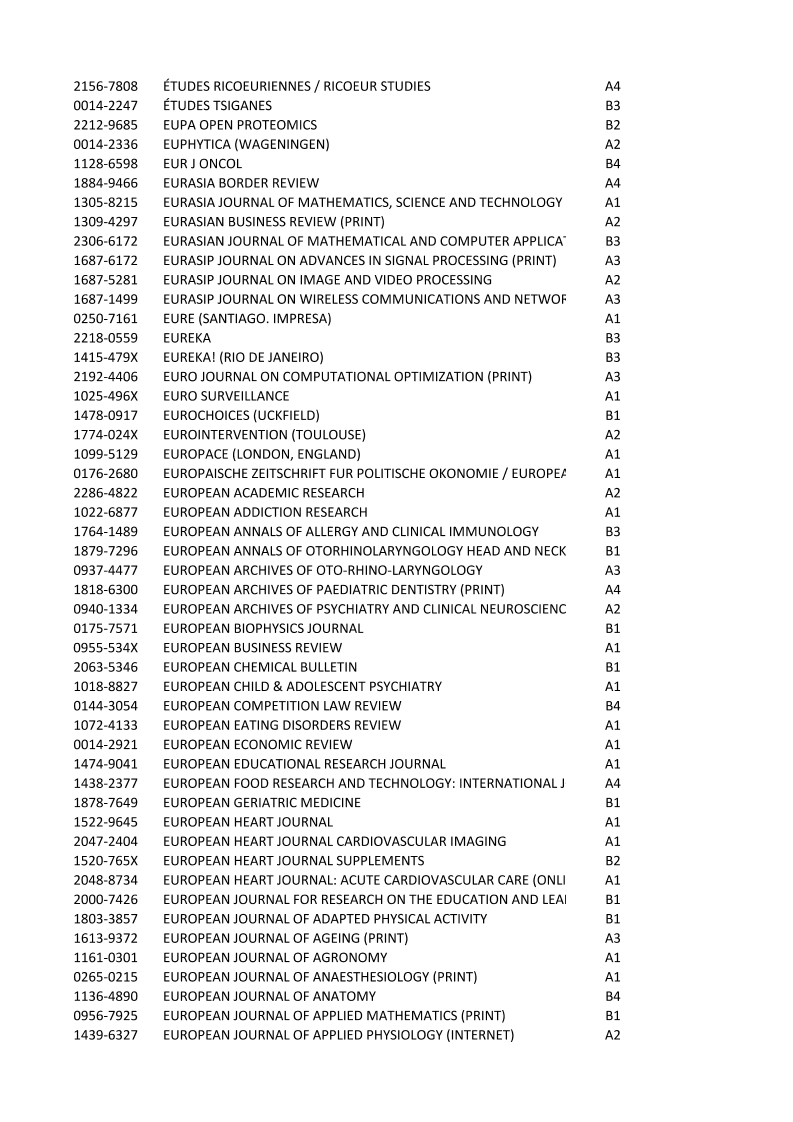 2156-7808 ÉTUDES RICOEURIENNES / RICOEUR STUDIES A4
0014-2247 ÉTUDES TSIGANES B3
2212-9685 EUPA OPEN PROTEOMICS B2
0014-2336 EUPHYTICA (WAGENINGEN) A2
1128-6598 EUR J ONCOL B4
1884-9466 EURASIA BORDER REVIEW A4
1305-8215 EURASIA JOURNAL OF MATHEMATICS, SCIENCE AND TECHNOLOGY A1
1309-4297 EURASIAN BUSINESS REVIEW (PRINT) A2
2306-6172 EURASIAN JOURNAL OF MATHEMATICAL AND COMPUTER APPLICAT B3
1687-6172 EURASIP JOURNAL ON ADVANCES IN SIGNAL PROCESSING (PRINT) A3
1687-5281 EURASIP JOURNAL ON IMAGE AND VIDEO PROCESSING A2
1687-1499 EURASIP JOURNAL ON WIRELESS COMMUNICATIONS AND NETWOR A3
0250-7161 EURE (SANTIAGO. IMPRESA) A1
2218-0559 EUREKA B3
1415-479X EUREKA! (RIO DE JANEIRO) B3
2192-4406 EURO JOURNAL ON COMPUTATIONAL OPTIMIZATION (PRINT) A3
1025-496X EURO SURVEILLANCE A1
1478-0917 EUROCHOICES (UCKFIELD) B1
1774-024X EUROINTERVENTION (TOULOUSE) A2
1099-5129 EUROPACE (LONDON, ENGLAND) A1
0176-2680 EUROPAISCHE ZEITSCHRIFT FUR POLITISCHE OKONOMIE / EUROPEA A1
2286-4822 EUROPEAN ACADEMIC RESEARCH A2
1022-6877 EUROPEAN ADDICTION RESEARCH A1
1764-1489 EUROPEAN ANNALS OF ALLERGY AND CLINICAL IMMUNOLOGY B3
1879-7296 EUROPEAN ANNALS OF OTORHINOLARYNGOLOGY HEAD AND NECK B1
0937-4477 EUROPEAN ARCHIVES OF OTO-RHINO-LARYNGOLOGY A3
1818-6300 EUROPEAN ARCHIVES OF PAEDIATRIC DENTISTRY (PRINT) A4
0940-1334 EUROPEAN ARCHIVES OF PSYCHIATRY AND CLINICAL NEUROSCIENC A2
0175-7571 EUROPEAN BIOPHYSICS JOURNAL B1
0955-534X EUROPEAN BUSINESS REVIEW A1
2063-5346 EUROPEAN CHEMICAL BULLETIN B1
1018-8827 EUROPEAN CHILD & ADOLESCENT PSYCHIATRY A1
0144-3054 EUROPEAN COMPETITION LAW REVIEW B4
1072-4133 EUROPEAN EATING DISORDERS REVIEW A1
0014-2921 EUROPEAN ECONOMIC REVIEW A1
1474-9041 EUROPEAN EDUCATIONAL RESEARCH JOURNAL A1
1438-2377 EUROPEAN FOOD RESEARCH AND TECHNOLOGY: INTERNATIONAL J A4
1878-7649 EUROPEAN GERIATRIC MEDICINE B1
1522-9645 EUROPEAN HEART JOURNAL A1
2047-2404 EUROPEAN HEART JOURNAL CARDIOVASCULAR IMAGING A1
1520-765X EUROPEAN HEART JOURNAL SUPPLEMENTS B2
2048-8734 EUROPEAN HEART JOURNAL: ACUTE CARDIOVASCULAR CARE (ONLI A1
2000-7426 EUROPEAN JOURNAL FOR RESEARCH ON THE EDUCATION AND LEAI B1
1803-3857 EUROPEAN JOURNAL OF ADAPTED PHYSICAL ACTIVITY B1
1613-9372 EUROPEAN JOURNAL OF AGEING (PRINT) A3
1161-0301 EUROPEAN JOURNAL OF AGRONOMY A1
0265-0215 EUROPEAN JOURNAL OF ANAESTHESIOLOGY (PRINT) A1
1136-4890 EUROPEAN JOURNAL OF ANATOMY B4
0956-7925 EUROPEAN JOURNAL OF APPLIED MATHEMATICS (PRINT) B1
1439-6327 EUROPEAN JOURNAL OF APPLIED PHYSIOLOGY (INTERNET) A2